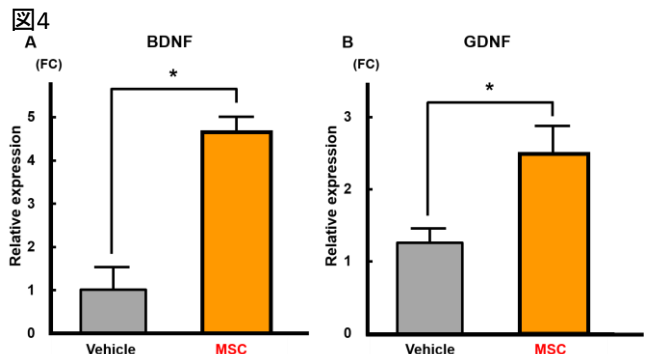 図4
A BDNF
(FC)
*
5
4
3
2
1
0
Relative expression
Vehicle MSC
B GDNF
(FC)
*
3
2
1
0
Relative expression
Vehicle MSC